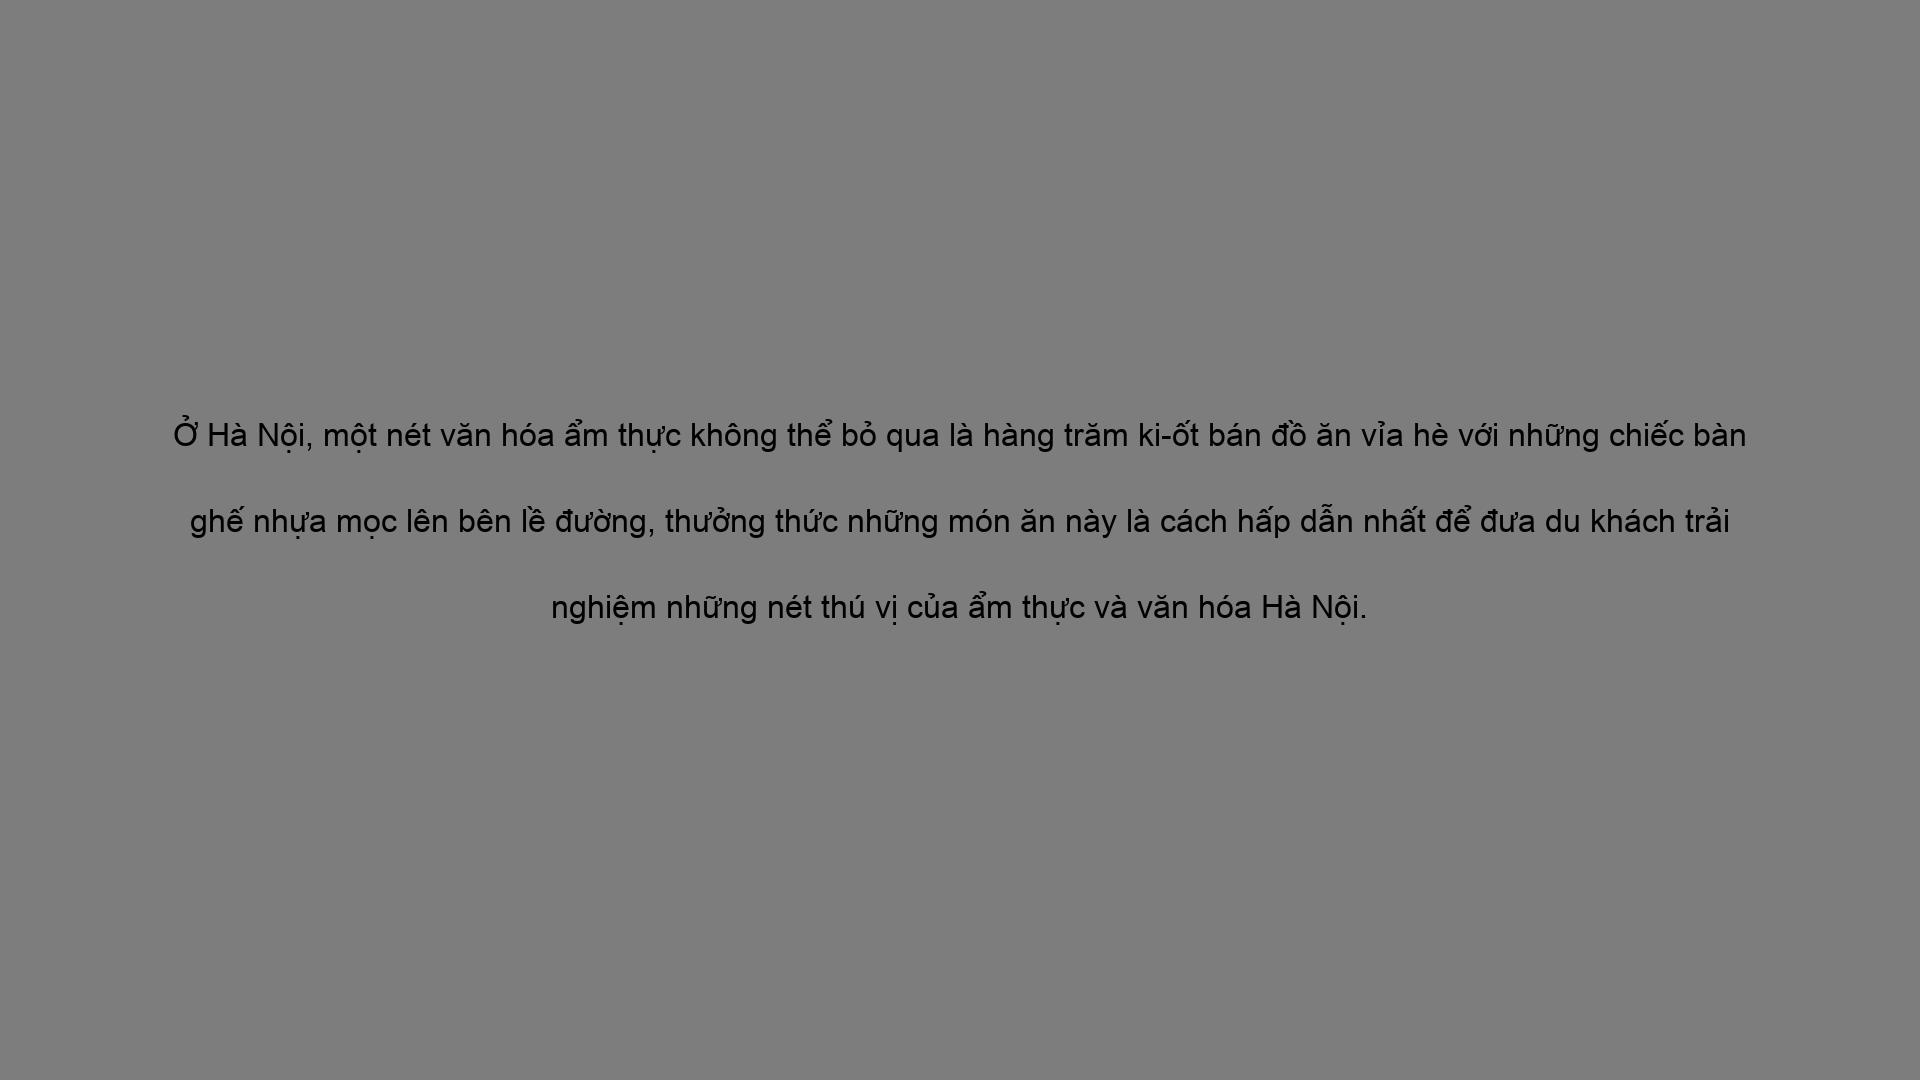 Ở Hà Nội, một nét văn hóa ẩm thực không thể bỏ qua là hàng trăm ki-ốt bán đồ ăn vỉa hè với những chiếc bàn
ghế nhựa mọc lên bên lề đường, thưởng thức những món ăn này là cách hấp dẫn nhất để đưa du khách trải
nghiệm những nét thú vị của ẩm thực và văn hóa Hà Nội.